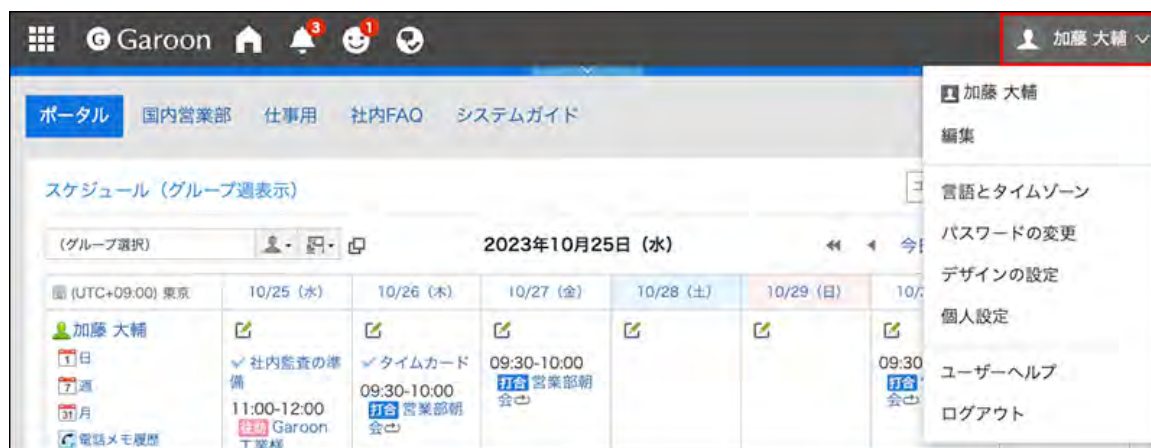 Garoon
3
1
加藤 大輔
ポータル
国内営業部
仕事用
社内FAQ
システムガイド
加藤 大輔
編集
言語とタイムゾーン
パスワードの変更
デザインの設定
個人設定
ユーザーヘルプ
ログアウト
スケジュール（グループ週表示）
(グループ選択)
2023年10月25日（水）
(UTC+09:00) 東京
10/25（水）
10/26（木）
10/27（金）
10/28（土）
10/29（日）
加藤 大輔
1 日
7 週
31 月
電話メモ履歴
社内監査の準
備
11:00-12:00
往訪 Garoon
工業様
タイムカード
09:30-10:00
打合 営業部朝
会
09:30-10:00
打合 営業部朝
会
09:30
打合
会